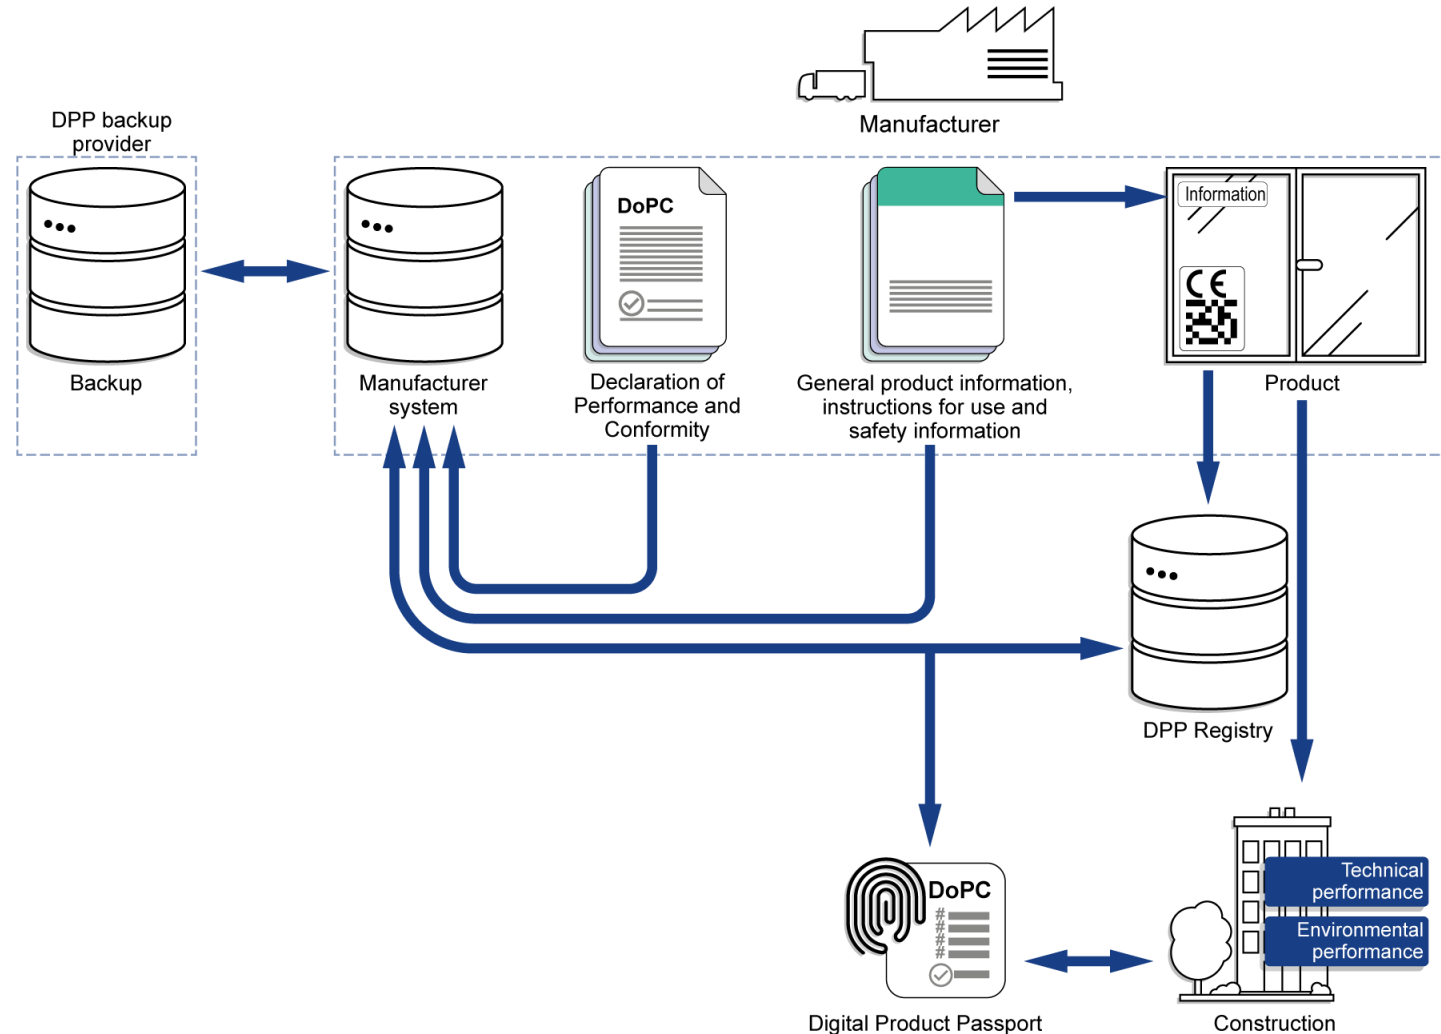 Manufacturer
DPP backup
provider
Backup
Manufacturer
system
DoPC
Declaration of
Performance and
Conformity
General product information,
instructions for use and
safety information
Information
CE
Product
DPP Registry
DoPC
#
#
#
#
Digital Product Passport
Technical
performance
Environmental
performance
Construction